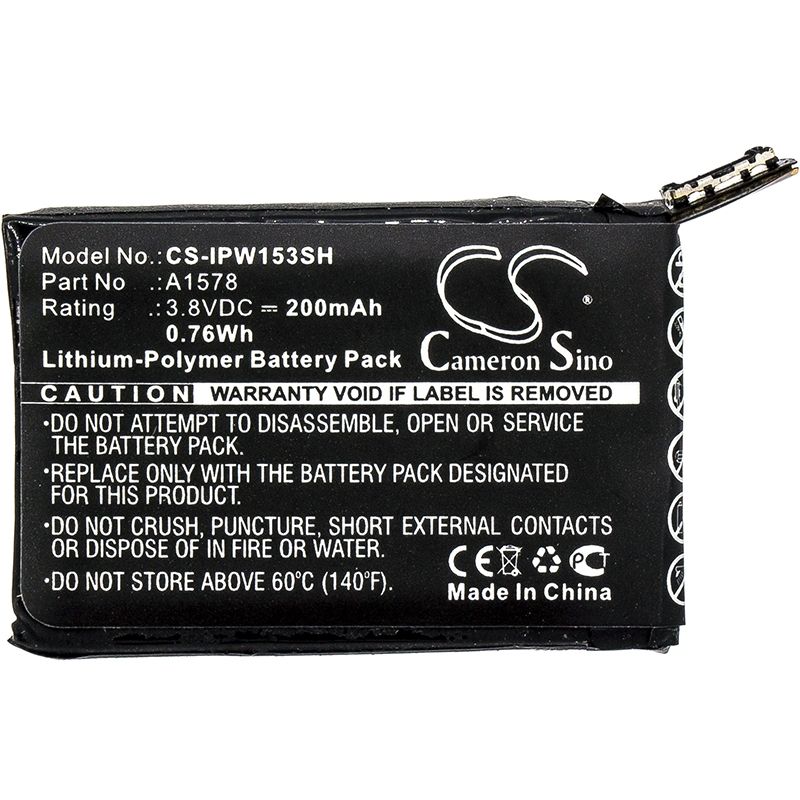 Model No.: CS-IPW153SH
Part No .: A1578
Rating .: 3.8VDC ⎓ 200mAh
0.76Wh
Lithium-Polymer Battery Pack
CS ®
Cameron Sino
CAUTION WARRANTY VOID IF LABEL IS REMOVED
·DO NOT ATTEMPT TO DISASSEMBLE, OPEN OR SERVICE
THE BATTERY PACK.
·REPLACE ONLY WITH THE BATTERY PACK DESIGNATED
FOR THIS PRODUCT.
·DO NOT CRUSH, PUNCTURE, SHORT EXTERNAL CONTACTS
OR DISPOSE OF IN FIRE OR WATER.
·DO NOT STORE ABOVE 60°C (140°F).
CE PCT
Made In China